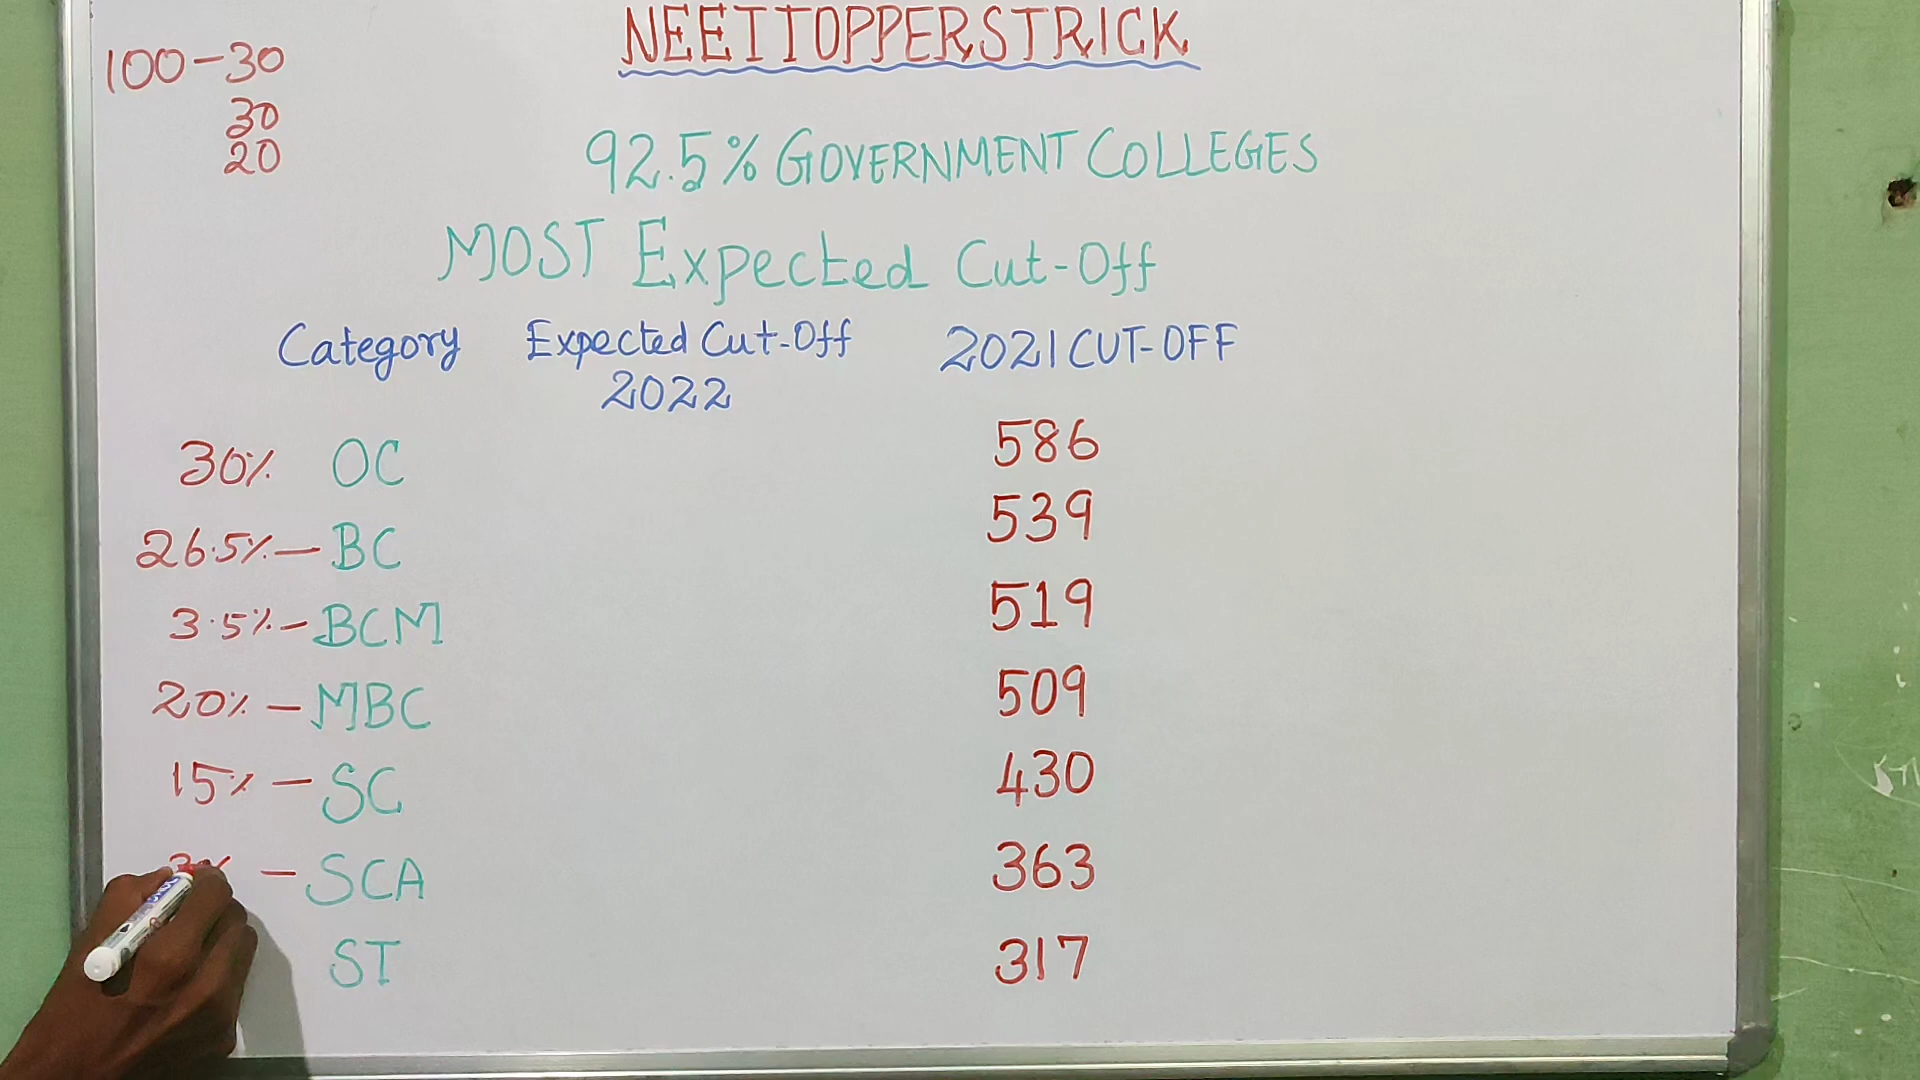 NEETTOPPERSTRICK
100-30
30
20
92.5% GOVERNMENT COLLEGES
MOST Expected Cut-Off
Category Expected Cut-Off 2021 CUT-OFF
2022
30% OC 586
26.5% - BC 539
3.5% - BCM 519
20% - MBC 509
15% - SC 430
3% - SCA 363
ST 317